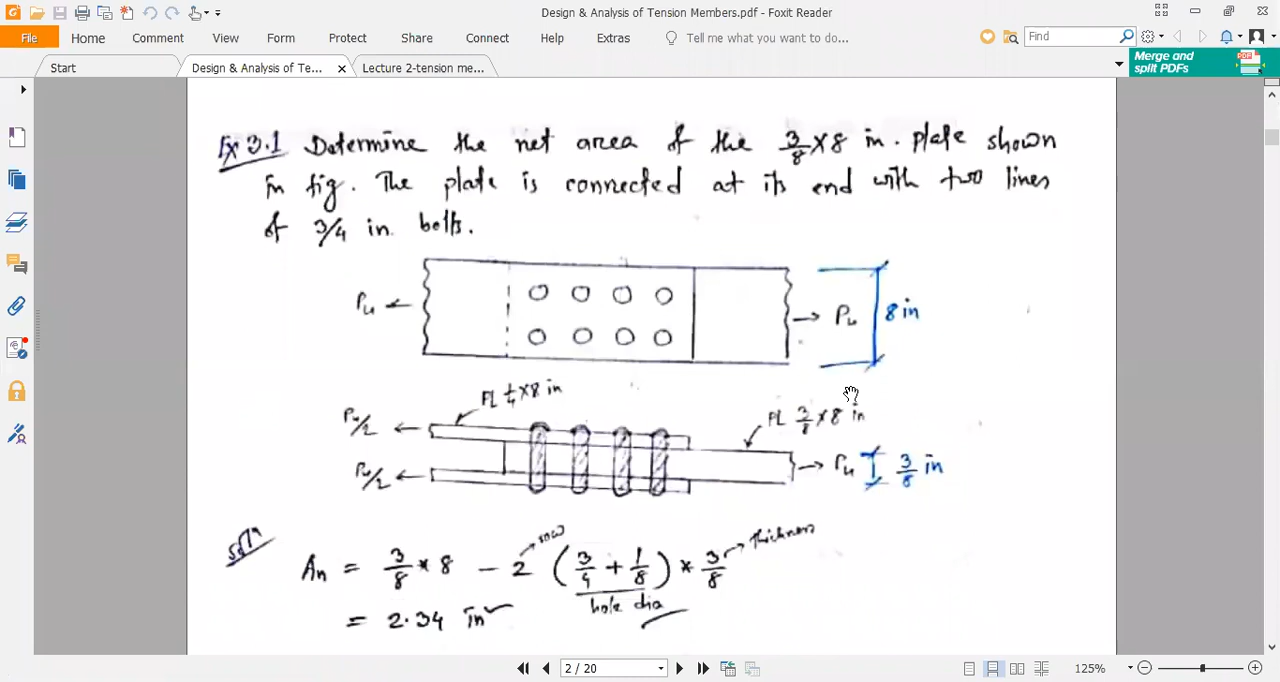 Design & Analysis of Tension Members.pdf - Foxit Reader
File Home Comment View Form Protect Share Connect Help Extras Tell me what you want to do... Find
Start Design & Analysis of Te... Lecture 2-tension me... Merge and
split PDFs
Ex 3.1 Determine the net area of the 3/8 × 8 in. plate shown
in fig. The plate is connected at its end with two lines
of 3/4 in. bolts.
Pu ← → Pu 8 in
PL 1/4 × 8 in
Pu/2 ← PL 3/8 × 8 in
Pu/2 ← → Pu 3/8 in
Solⁿ
row thickness
An = 3/8 * 8 - 2 (3/4 + 1/8) * 3/8
hole dia
= 2.34 in²
2 / 20 125%